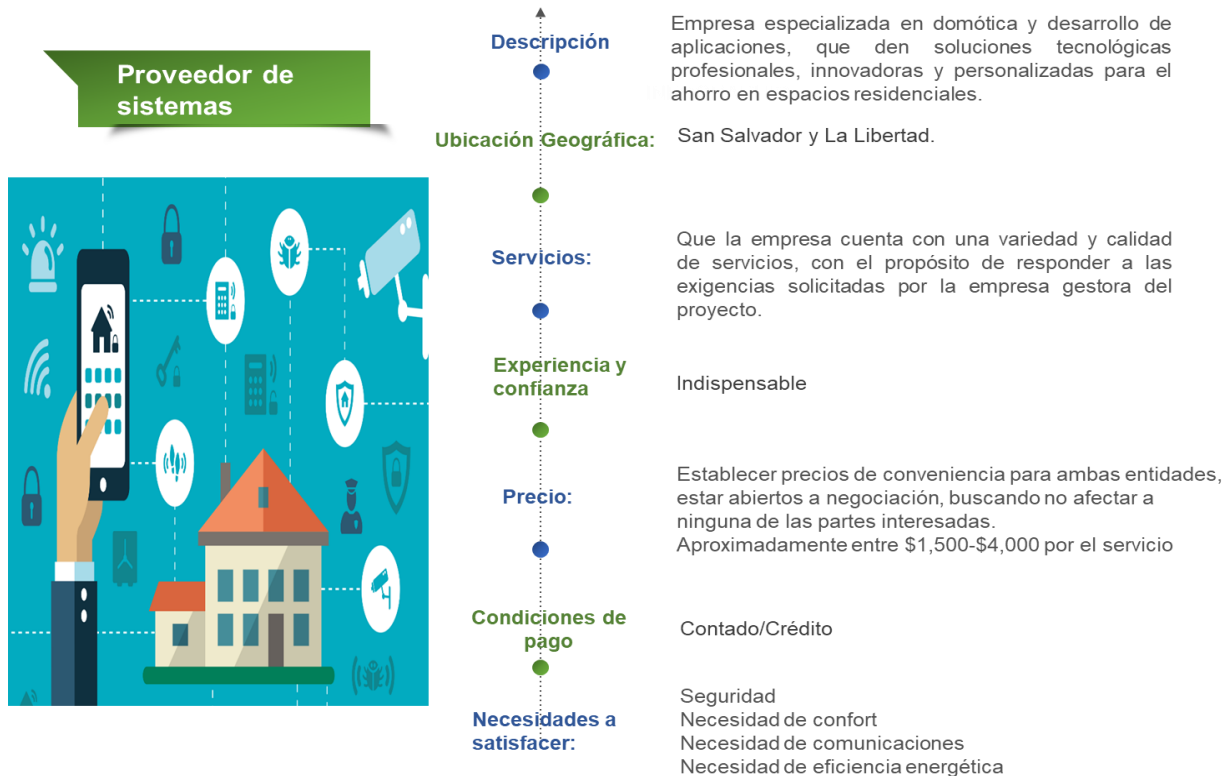 Proveedor de
sistemas
Descripción
Empresa especializada en domótica y desarrollo de
aplicaciones, que den soluciones tecnológicas
profesionales, innovadoras y personalizadas para el
ahorro en espacios residenciales.
Ubicación Geográfica:
San Salvador y La Libertad.
Servicios:
Que la empresa cuenta con una variedad y calidad
de servicios, con el propósito de responder a las
exigencias solicitadas por la empresa gestora del
proyecto.
Experiencia y
confianza
Indispensable
Precio:
Establecer precios de conveniencia para ambas entidades,
estar abiertos a negociación, buscando no afectar a
ninguna de las partes interesadas.
Aproximadamente entre $1,500-$4,000 por el servicio
Condiciones de
pago
Contado/Crédito
Necesidades a
satisfacer:
Seguridad
Necesidad de confort
Necesidad de comunicaciones
Necesidad de eficiencia energética